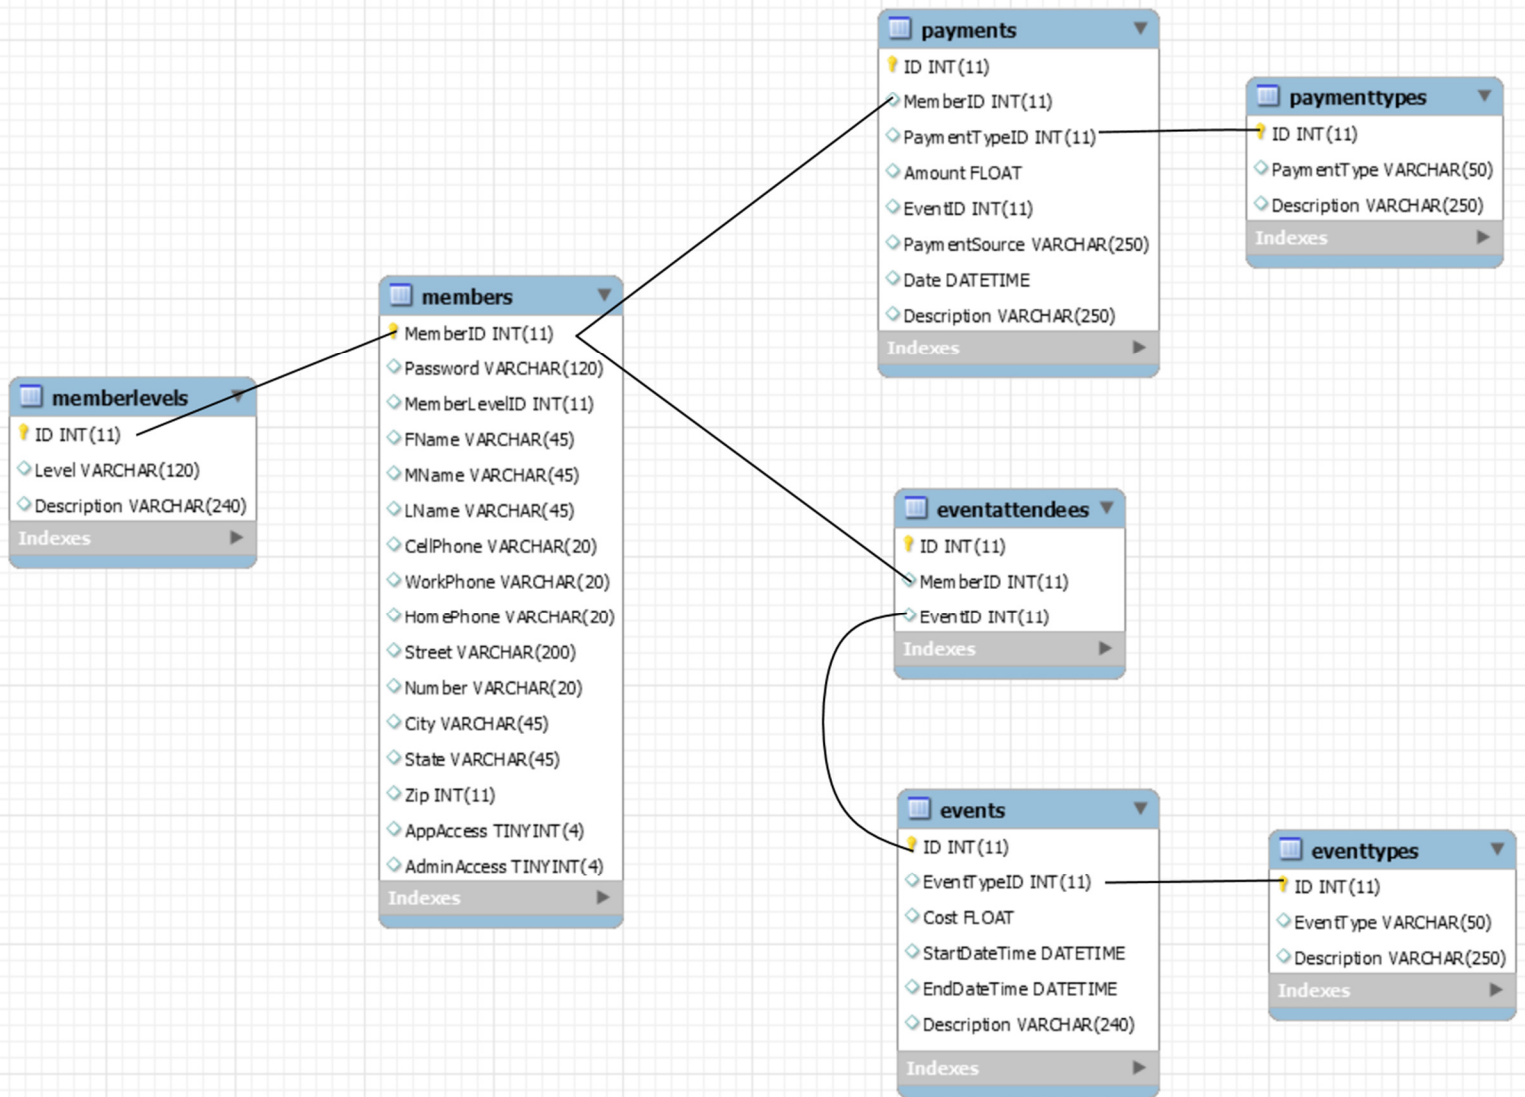 payments
ID INT(11)
MemberID INT(11)
PaymentTypeID INT(11)
Amount FLOAT
EventID INT(11)
PaymentSource VARCHAR(250)
Date DATETIME
Description VARCHAR(250)
Indexes
paymenttypes
ID INT(11)
PaymentType VARCHAR(50)
Description VARCHAR(250)
Indexes
members
MemberID INT(11)
Password VARCHAR(120)
MemberLevelID INT(11)
FName VARCHAR(45)
MName VARCHAR(45)
LName VARCHAR(45)
CellPhone VARCHAR(20)
WorkPhone VARCHAR(20)
HomePhone VARCHAR(20)
Street VARCHAR(200)
Number VARCHAR(20)
City VARCHAR(45)
State VARCHAR(45)
Zip INT(11)
AppAccess TINYINT(4)
AdminAccess TINYINT(4)
Indexes
memberlevels
ID INT(11)
Level VARCHAR(120)
Description VARCHAR(240)
Indexes
eventattendees
ID INT(11)
MemberID INT(11)
EventID INT(11)
Indexes
events
ID INT(11)
EventTypeID INT(11)
Cost FLOAT
StartDateTime DATETIME
EndDateTime DATETIME
Description VARCHAR(240)
Indexes
eventtypes
ID INT(11)
EventType VARCHAR(50)
Description VARCHAR(250)
Indexes